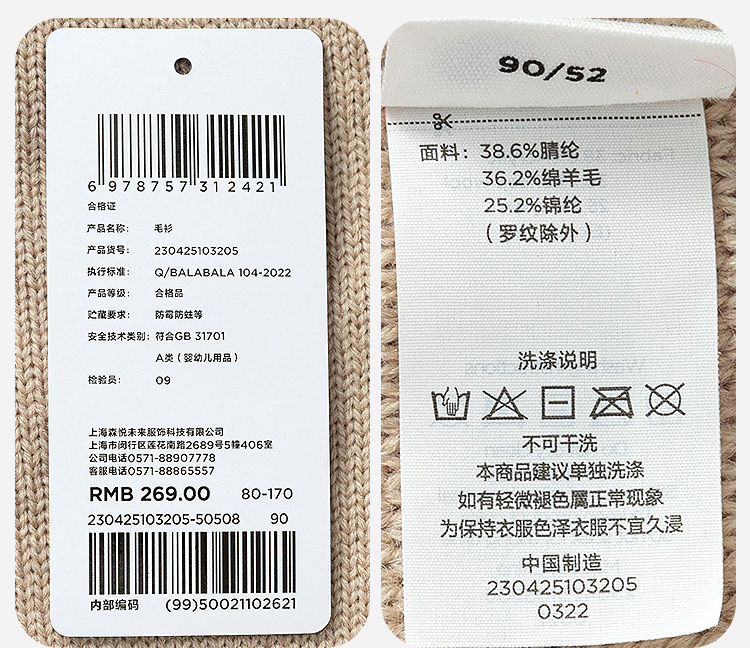 6 978757 312421
合格证
产品名称： 毛衫
产品货号： 230425103205
执行标准： Q/BALABALA 104-2022
产品等级： 合格品
贮藏要求： 防霉防蛀等
安全技术类别：符合GB 31701
A类（婴幼儿用品）
检验员： 09
上海森悦未来服饰科技有限公司
上海市闵行区莲花南路2689号5幢406室
公司电话0571-88907778
客服电话0571-88865557
RMB 269.00 80-170
230425103205-50508 90
内部编码 (99)50021102621
90/52
面料：38.6%腈纶
36.2%绵羊毛
25.2%锦纶
（罗纹除外）
洗涤说明
不可干洗
本商品建议单独洗涤
如有轻微褪色属正常现象
为保持衣服色泽衣服不宜久浸
中国制造
230425103205
0322